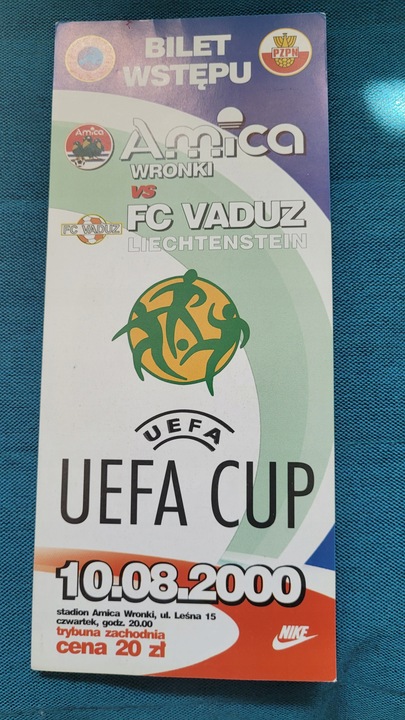 BILET
WSTĘPU
PZPN
Amica
Amica
WRONKI
vs
FC VADUZ
FC VADUZ
LIECHTENSTEIN
UEFA
UEFA CUP
10.08.2000
stadion Amica Wronki, ul. Leśna 15
czwartek, godz. 20.00
trybuna zachodnia
cena 20 zł
NIKE